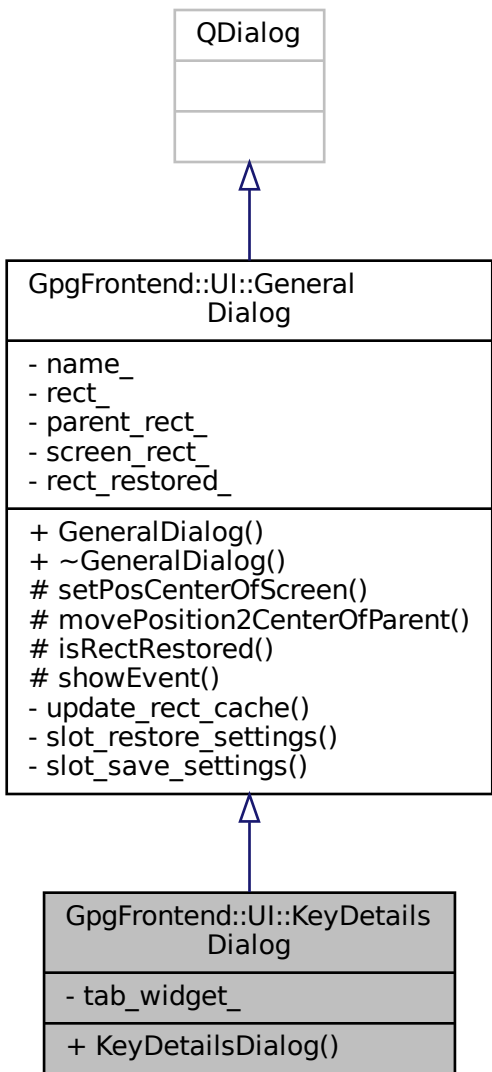 QDialog
GpgFrontend::UI::General
Dialog
- name_
- rect_
- parent_rect_
- screen_rect_
- rect_restored_
+ GeneralDialog()
+ ~GeneralDialog()
# setPosCenterOfScreen()
# movePosition2CenterOfParent()
# isRectRestored()
# showEvent()
- update_rect_cache()
- slot_restore_settings()
- slot_save_settings()
GpgFrontend::UI::KeyDetails
Dialog
- tab_widget_
+ KeyDetailsDialog()